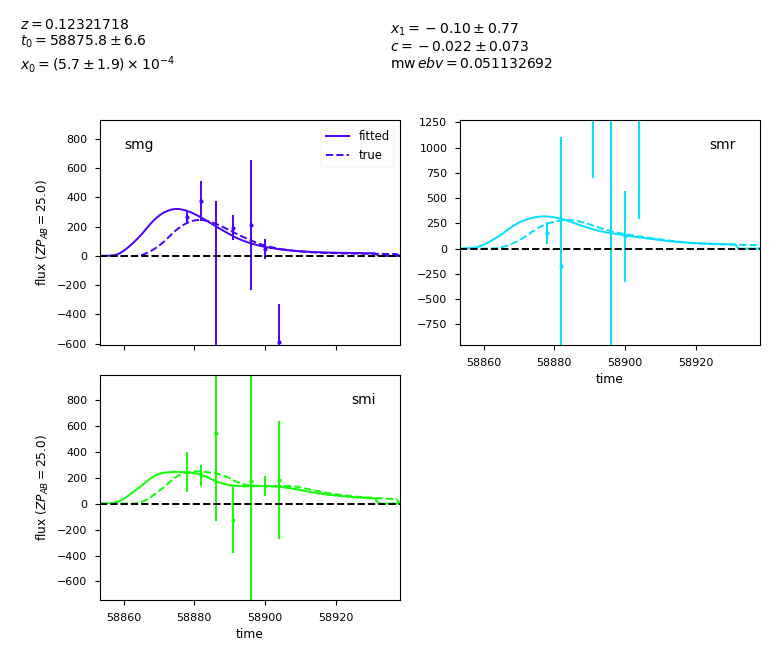 z = 0.12321718
t₀ = 58875.8 ± 6.6
x₀ = (5.7 ± 1.9) × 10⁻⁴
x₁ = −0.10 ± 0.77
c = −0.022 ± 0.073
mw ebv = 0.051132692
smg
fitted
true
800
600
400
200
0
−200
−400
−600
flux (ZP_AB = 25.0)
smr
1250
1000
750
500
250
0
−250
−500
−750
58860 58880 58900 58920
time
smi
800
600
400
200
0
−200
−400
−600
flux (ZP_AB = 25.0)
58860 58880 58900 58920
time